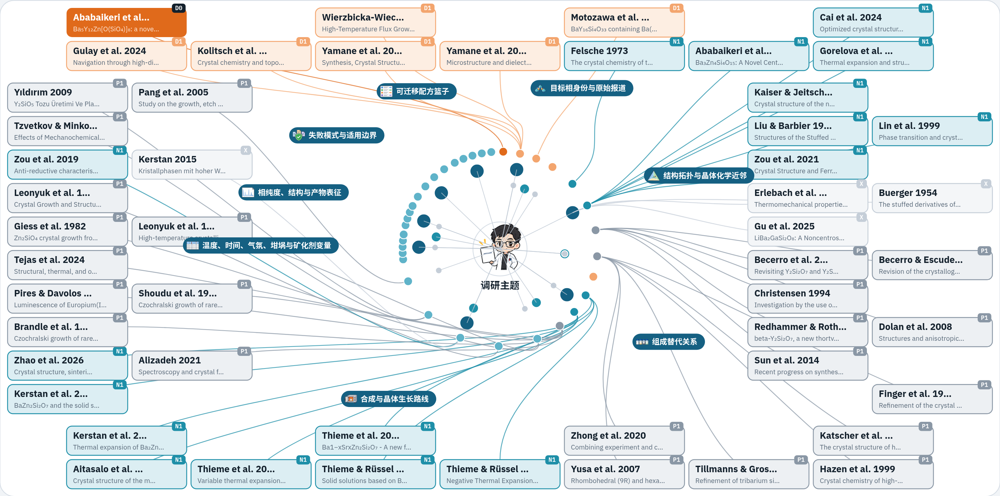 D0
Ababaikeri et al...
Ba₅Y₁₂Zn[O(SiO₄)]₈: a nove...
D1
Wierzbicka-Wiec...
High-Temperature Flux Grow...
D1
Motozawa et al. ...
BaY₁₆Si₄O₃₃ containing Ba(...
N1
Cai et al. 2024
Optimized crystal structur...
D1
Gulay et al. 2024
Navigation through high-di...
D1
Kolitsch et al. ...
Crystal chemistry and topo...
D1
Yamane et al. 20...
Synthesis, Crystal Structu...
D1
Yamane et al. 20...
Microstructure and dielect...
N1
Felsche 1973
The crystal chemistry of t...
N1
Ababaikeri et al...
Ba₃Zn₄Si₄O₁₅: A Novel Cent...
N1
Gorelova et al. ...
Thermal expansion and stru...
P1
Yıldırım 2009
Y₂SiO₅ Tozu Üretimi Ve Pla...
P1
Pang et al. 2005
Study on the growth, etch ...
可迁移配方篮子
目标相身份与原始报道
N1
Kaiser & Jeitsch...
Crystal structure of the n...
P1
Tzvetkov & Minko...
Effects of Mechanochemical...
失败模式与适用边界
N1
Liu & Barbier 19...
Structures of the Stuffed ...
N1
Lin et al. 1999
Phase transition and cryst...
N1
Zou et al. 2019
Anti-reductive characteris...
X
Kerstan 2015
Kristallphasen mit hoher W...
N1
Zou et al. 2021
Crystal Structure and Ferr...
结构拓扑与晶体化学近邻
P1
Leonyuk et al. 1...
Crystal Growth and Structu...
相纯度、结构与产物表征
X
Erlebach et al. ...
Thermomechanical propertie...
X
Buerger 1954
The stuffed derivatives of...
P1
Giess et al. 1982
Zn₂SiO₄ crystal growth fro...
P1
Leonyuk et al. 1...
High-temperature crystalli...
温度、时间、气氛、坩埚与矿化剂变量
X
Gu et al. 2025
LiBa₂GaSi₂O₈: A Noncentros...
P1
Tejas et al. 2024
Structural, thermal, and o...
P1
Becerro et al. 2...
Revisiting Y₂Si₂O₇ and Y₂S...
P1
Becerro & Escude...
Revision of the crystallog...
调研主题
P1
Pires & Davolos ...
Luminescence of Europium(I...
P1
Shoudu et al. 19...
Czochralski growth of rare...
P1
Christensen 1994
Investigation by the use o...
P1
Brandle et al. 1...
Czochralski growth of rare...
P1
Redhammer & Roth...
beta-Y₂Si₂O₇, a new thortv...
P1
Dolan et al. 2008
Structures and anisotropic...
组成替代关系
N1
Zhao et al. 2026
Crystal structure, sinteri...
P1
Alizadeh 2021
Spectroscopy and crystal f...
P1
Sun et al. 2014
Recent progress on synthes...
N1
Kerstan et al. 2...
BaZn₂Si₂O₇ and the solid s...
合成与晶体生长路线
P1
Finger et al. 19...
Refinement of the crystal ...
N1
Kerstan et al. 2...
Thermal expansion of Ba₂Zn...
N1
Thieme et al. 20...
Ba1−xSrxZn₂Si₂O₇ - A new f...
P1
Zhong et al. 2020
Combining experiment and c...
P1
Katscher et al. ...
The crystal structure of h...
N1
Aitasalo et al. ...
Crystal structure of the m...
N1
Thieme et al. 20...
Variable thermal expansion...
N1
Thieme & Rüssel ...
Solid solutions based on B...
N1
Thieme & Rüssel ...
Negative Thermal Expansion...
P1
Yusa et al. 2007
Rhombohedral (9R) and hexa...
P1
Tillmanns & Gros...
Refinement of tribarium si...
P1
Hazen et al. 1999
Crystal chemistry of high-...